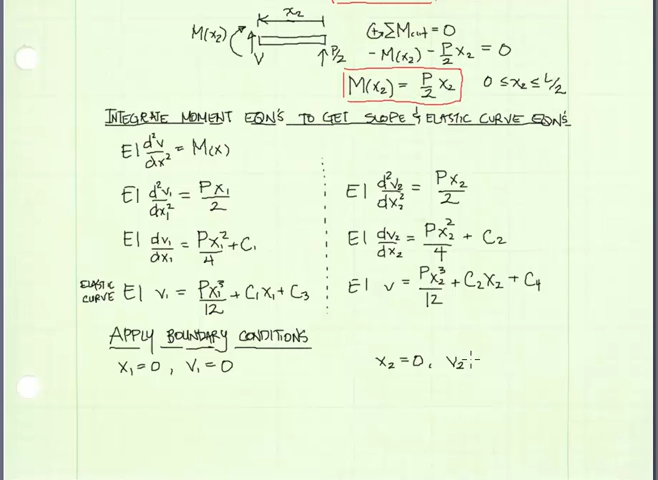 x₂
M(x₂) V P/2
↺+ ΣM_cut = 0
- M(x₂) - P/2 x₂ = 0
M(x₂) = P/2 x₂ 0 ≤ x₂ ≤ L/2
INTEGRATE MOMENT EQN'S TO GET SLOPE & ELASTIC CURVE EQN'S
EI d²v/dx² = M(x)
EI d²v₁/dx₁² = Px₁/2
EI dv₁/dx₁ = Px₁²/4 + C₁
ELASTIC CURVE EI v₁ = Px₁³/12 + C₁x₁ + C₃
EI d²v₂/dx₂² = Px₂/2
EI dv₂/dx₂ = Px₂²/4 + C₂
EI v = Px₂³/12 + C₂x₂ + C₄
APPLY BOUNDARY CONDITIONS
x₁ = 0, v₁ = 0
x₂ = 0, v₂